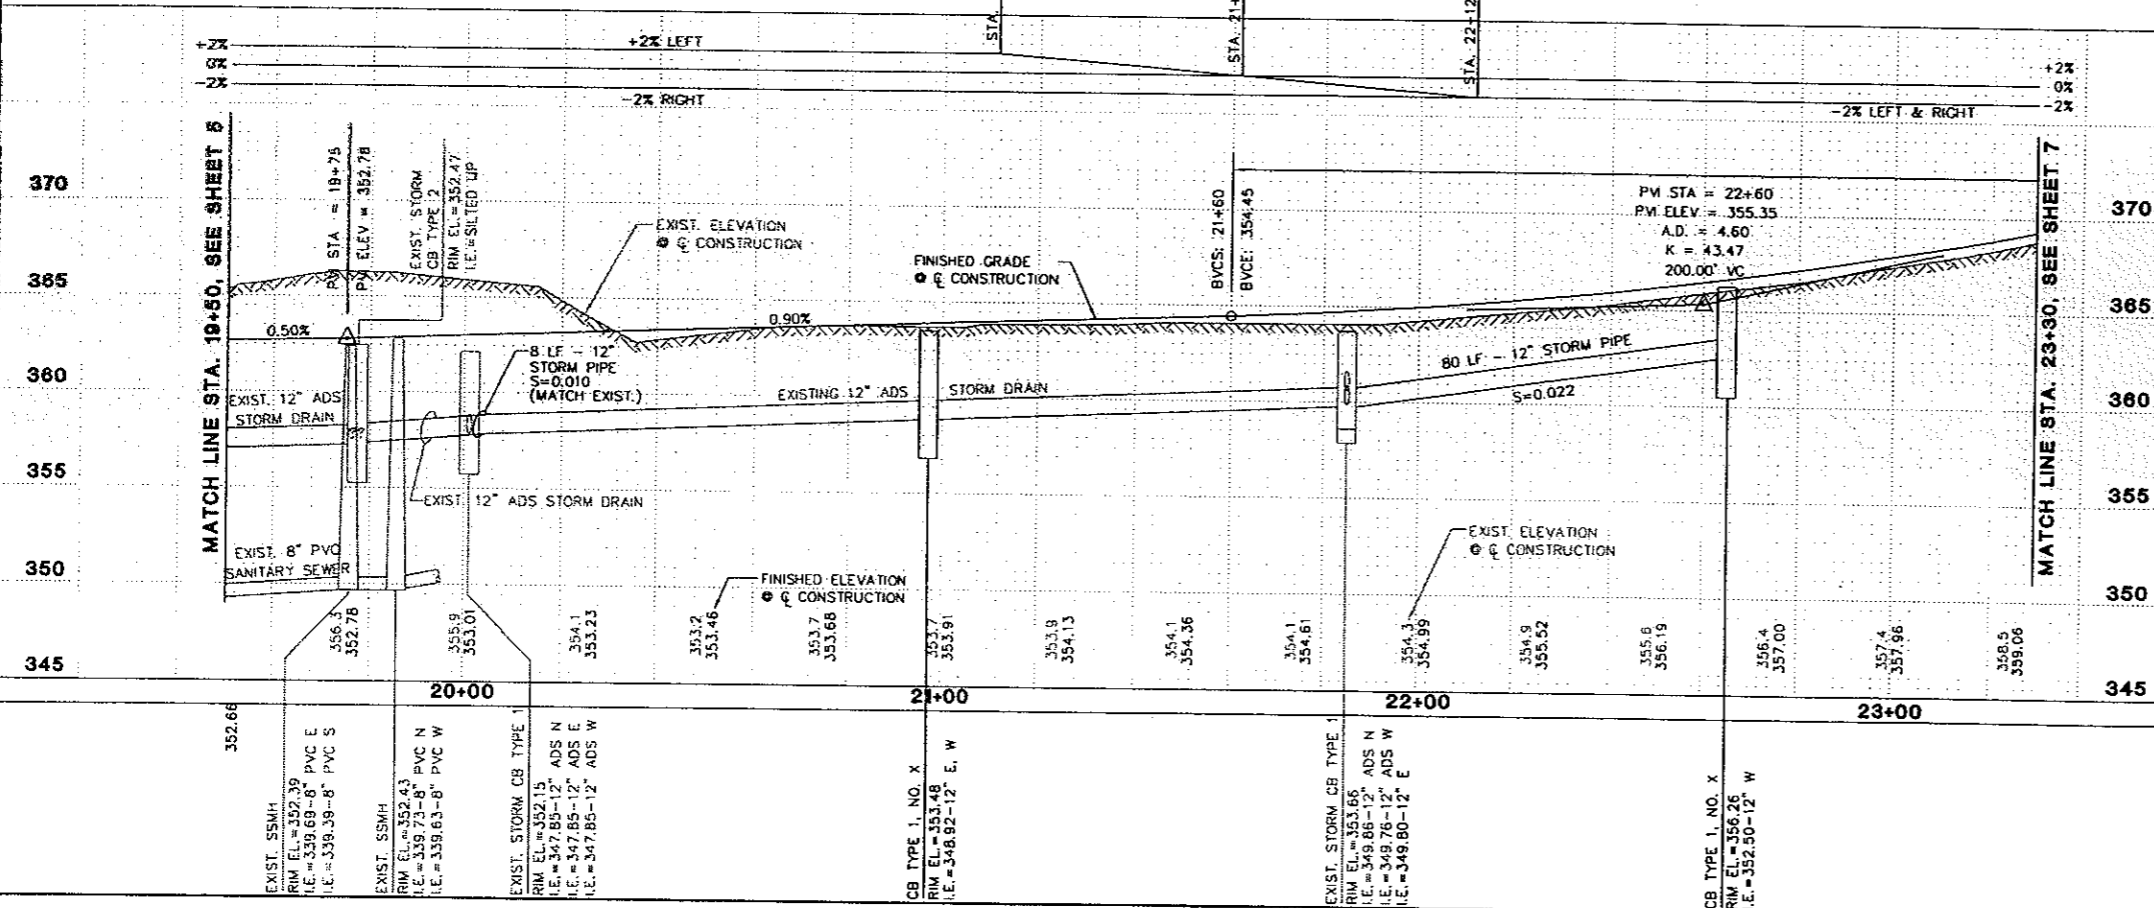 STA.
STA. 21+
STA. 22+12
+2%
0%
-2%
+2% LEFT
-2% RIGHT
+2%
0%
-2%
-2% LEFT & RIGHT
MATCH LINE STA. 19+50, SEE SHEET 5
STA = 19+75
ELEV = 352.78
EXIST. STORM
CB TYPE 2
RIM EL.=352.47
I.E.=SILTED UP
EXIST. ELEVATION
@ ℄ CONSTRUCTION
FINISHED GRADE
@ ℄ CONSTRUCTION
BVCS: 21+60
BVCE: 354.45
PVI STA = 22+60
PVI ELEV = 355.35
A.D. = 4.60
K = 43.47
200.00' VC
MATCH LINE STA. 23+30, SEE SHEET 7
370
365
360
355
350
345
370
365
360
355
350
345
0.50%
0.90%
8 LF - 12"
STORM PIPE
S=0.010
(MATCH EXIST.)
EXIST. 12" ADS
STORM DRAIN
EXISTING 12" ADS STORM DRAIN
80 LF - 12" STORM PIPE
S=0.022
EXIST. 12" ADS STORM DRAIN
EXIST. 8" PVC
SANITARY SEWER
FINISHED ELEVATION
@ ℄ CONSTRUCTION
EXIST. ELEVATION
@ ℄ CONSTRUCTION
356.3
352.78
355.9
353.01
354.1
353.23
353.2
353.46
353.7
353.68
353.7
353.91
353.9
354.13
354.1
354.36
354.1
354.61
354.3
354.99
354.9
355.52
355.6
356.19
356.4
357.00
357.4
357.96
358.5
359.06
20+00
21+00
22+00
23+00
352.66
EXIST. SSMH
RIM EL.=352.39
I.E.=339.69-8" PVC E
I.E.=339.39-8" PVC S
EXIST. SSMH
RIM EL.=352.43
I.E.=339.73-8" PVC N
I.E.=339.63-8" PVC W
EXIST. STORM CB TYPE 1
RIM EL.=352.15
I.E.=347.85-12" ADS N
I.E.=347.85-12" ADS E
I.E.=347.85-12" ADS W
CB TYPE 1, NO. X
RIM EL.=353.48
I.E.=348.92-12" E, W
EXIST. STORM CB TYPE 1
RIM EL.=353.66
I.E.=349.86-12" ADS N
I.E.=349.76-12" ADS W
I.E.=349.80-12" E
CB TYPE 1, NO. X
RIM EL.=356.26
I.E.=352.50-12" W